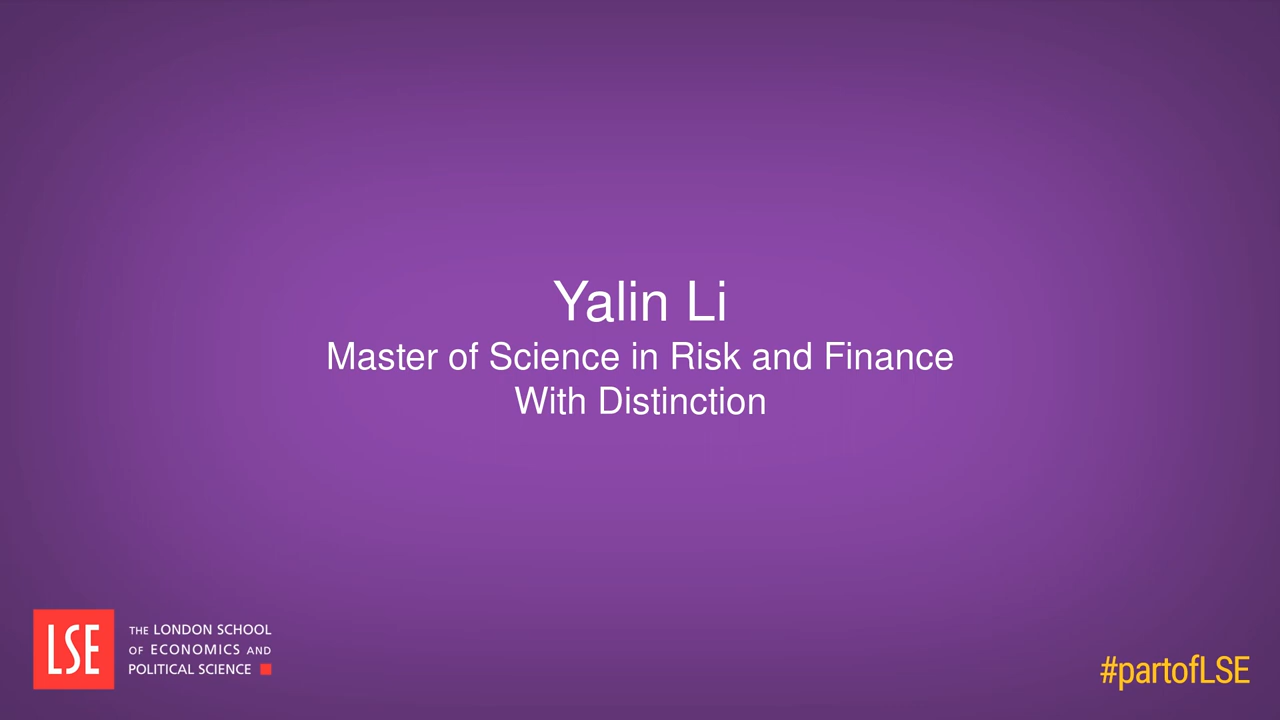 Yalin Li
Master of Science in Risk and Finance
With Distinction
LSE
THE LONDON SCHOOL
OF ECONOMICS AND
POLITICAL SCIENCE
#partofLSE